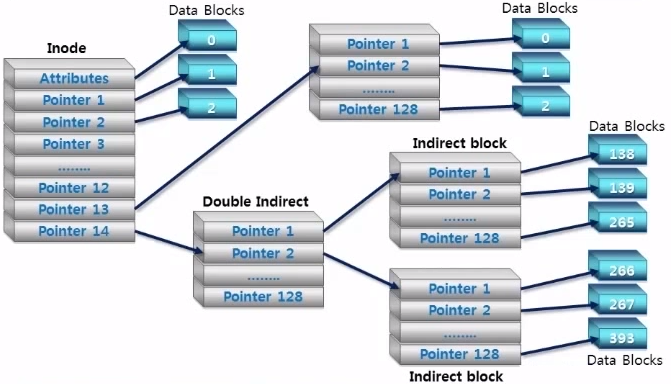 Data Blocks
0
1
2
Inode
Attributes
Pointer 1
Pointer 2
Pointer 3
........
Pointer 12
Pointer 13
Pointer 14
Pointer 1
Pointer 2
........
Pointer 128
Data Blocks
0
1
2
Double Indirect
Pointer 1
Pointer 2
........
Pointer 128
Indirect block
Pointer 1
Pointer 2
........
Pointer 128
Data Blocks
138
139
265
Pointer 1
Pointer 2
........
Pointer 128
Indirect block
266
267
393
Data Blocks